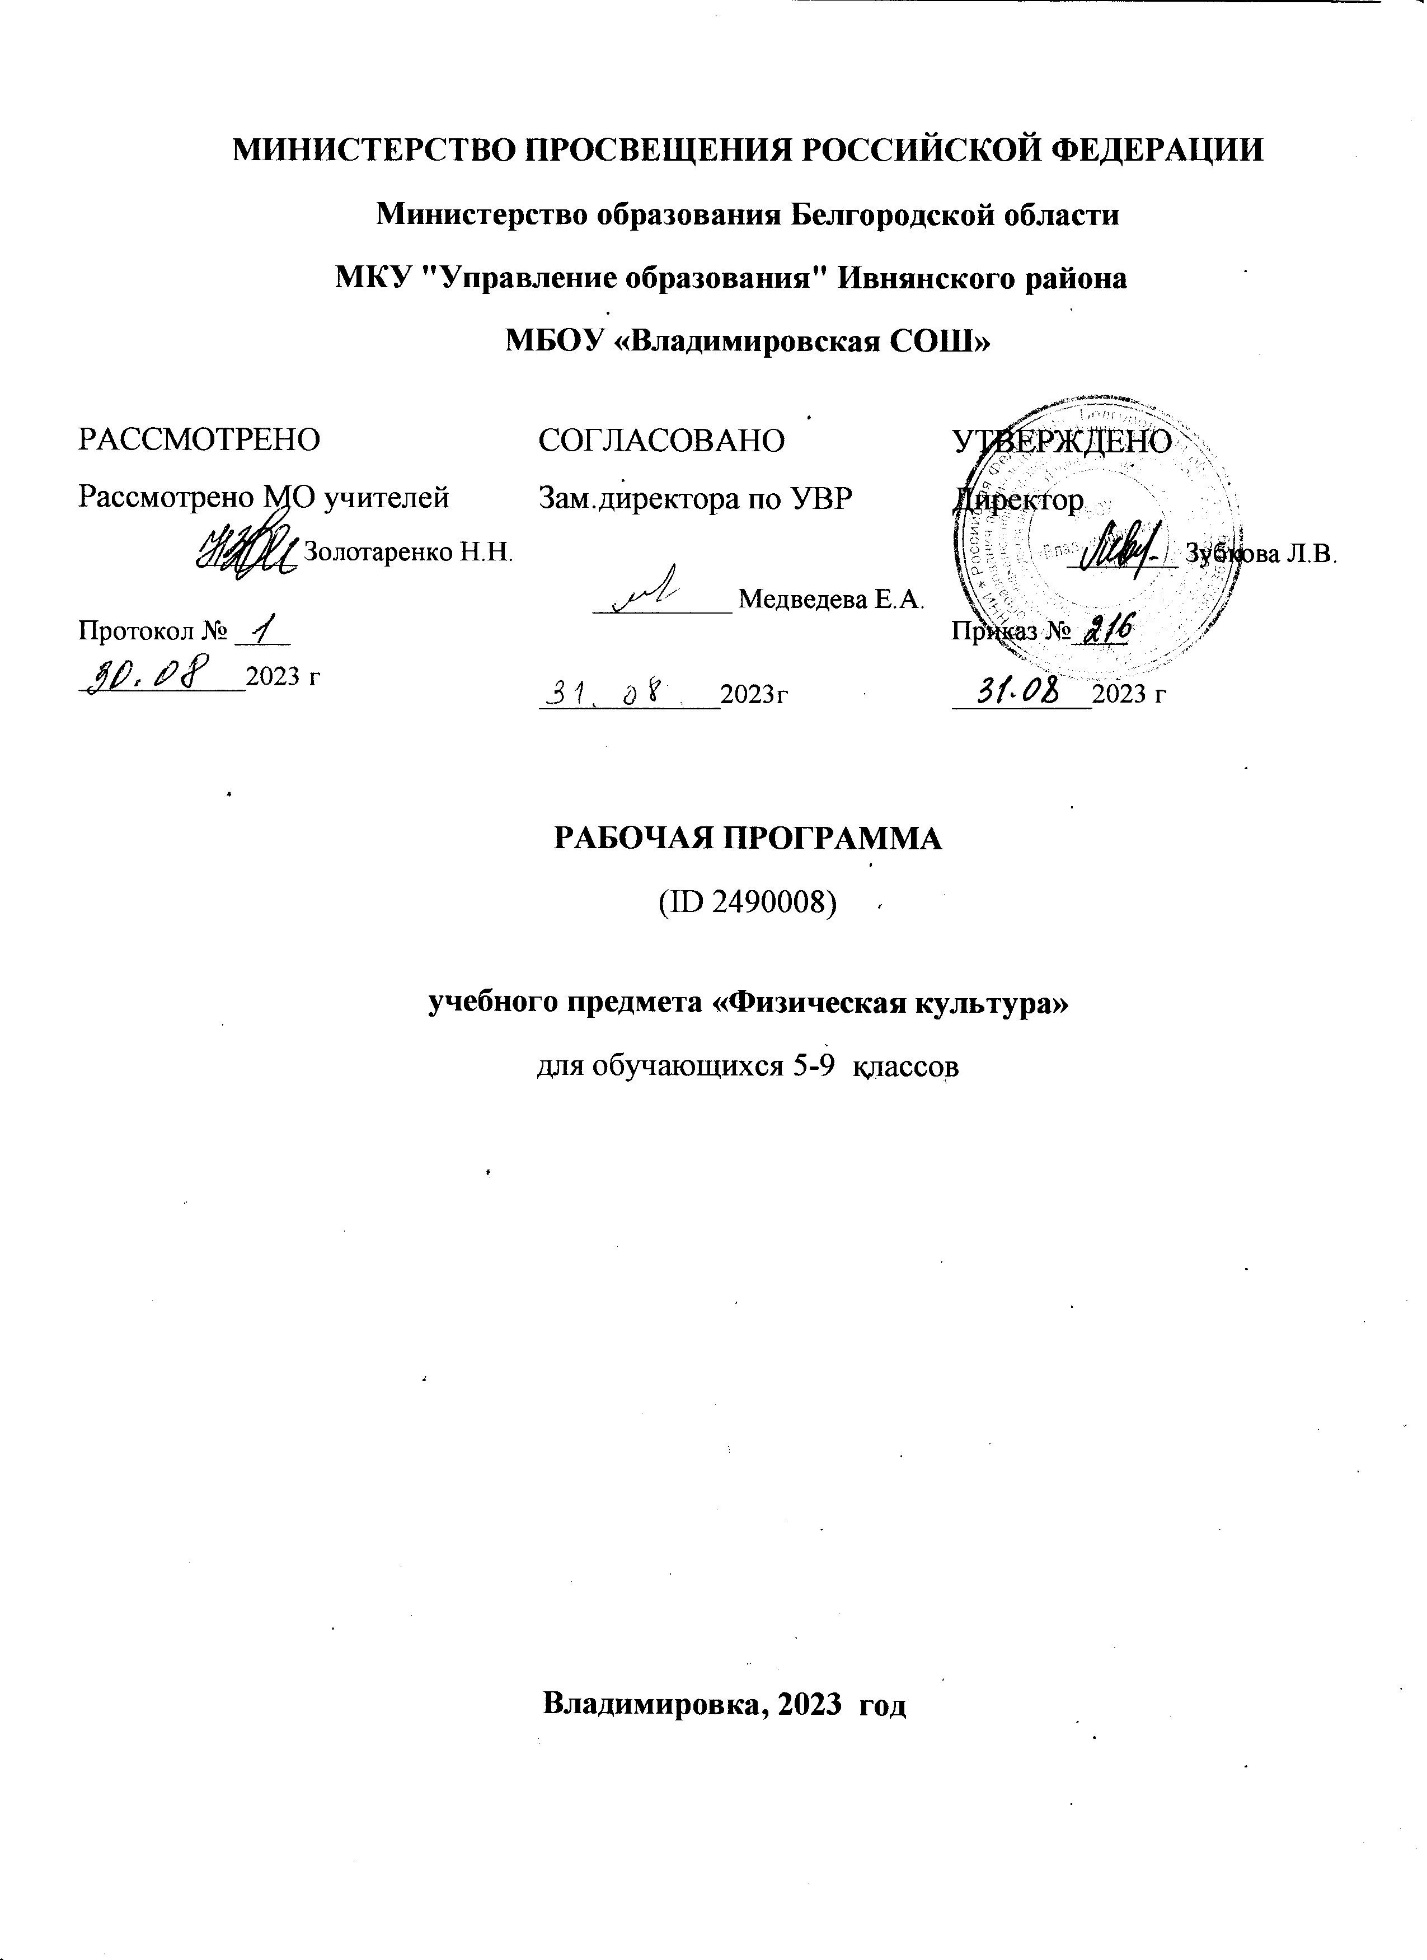 МИНИСТЕРСТВО ПРОСВЕЩЕНИЯ РОССИЙСКОЙ ФЕДЕРАЦИИ
Министерство образования Белгородской области
МКУ "Управление образования" Ивнянского района
МБОУ «Владимировская СОШ»
РАССМОТРЕНО
Рассмотрено МО учителей
Золотаренко Н.Н.
Протокол № 1
30.08 2023 г
СОГЛАСОВАНО
Зам.директора по УВР
Медведева Е.А.
31.08 2023г
УТВЕРЖДЕНО
Директор
Зубкова Л.В.
Приказ № 216
31.08 2023 г
РАБОЧАЯ ПРОГРАММА
(ID 2490008)
учебного предмета «Физическая культура»
для обучающихся 5-9 классов
Владимировка, 2023 год